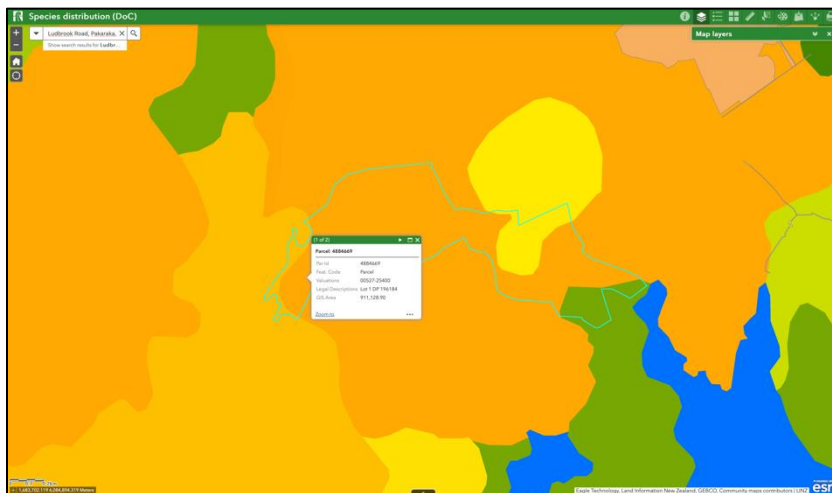 Species distribution (DoC)
Ludbrook Road, Pakaraka,
Show search results for Ludbr...
Map layers
(1 of 2)
Parcel: 4884669
Par-Id 4884669
Feat. Code Parcel
Valuations 00527-25400
Legal Descriptions Lot 1 DP 196184
GIS Area 911,128.90
Zoom to
Eagle Technology, Land Information New Zealand, GEBCO, Community maps contributors | LINZ
esri